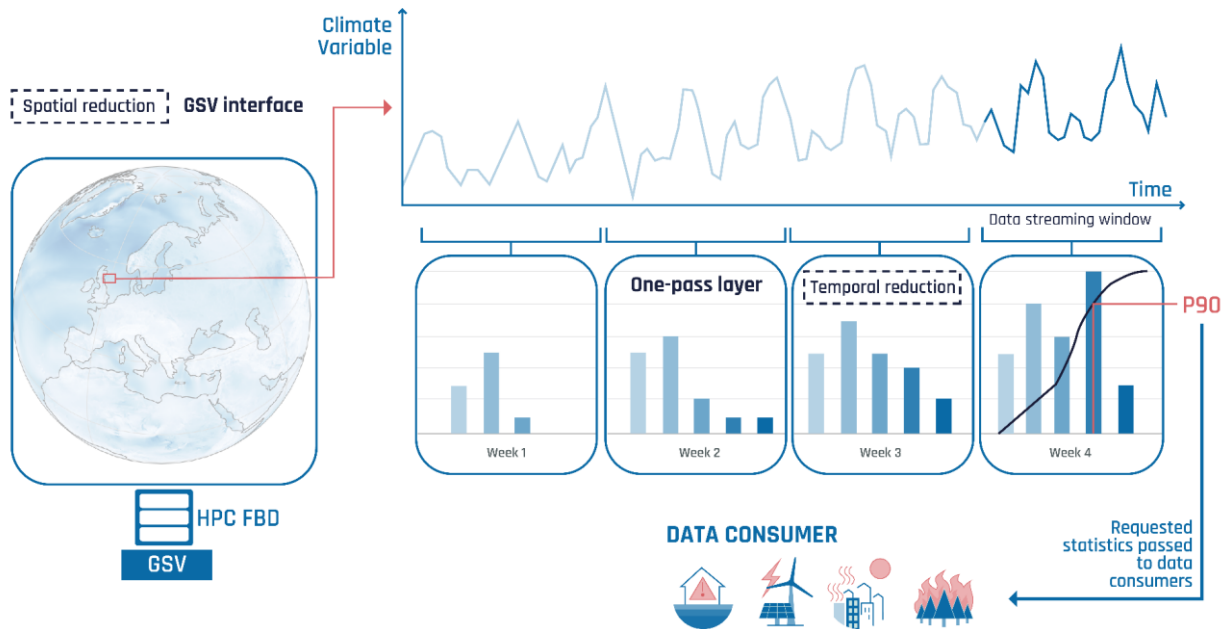 Climate
Variable
Spatial reduction
GSV interface
Time
Data streaming window
One-pass layer
Temporal reduction
P90
Week 1
Week 2
Week 3
Week 4
HPC FBD
GSV
DATA CONSUMER
Requested
statistics passed
to data
consumers